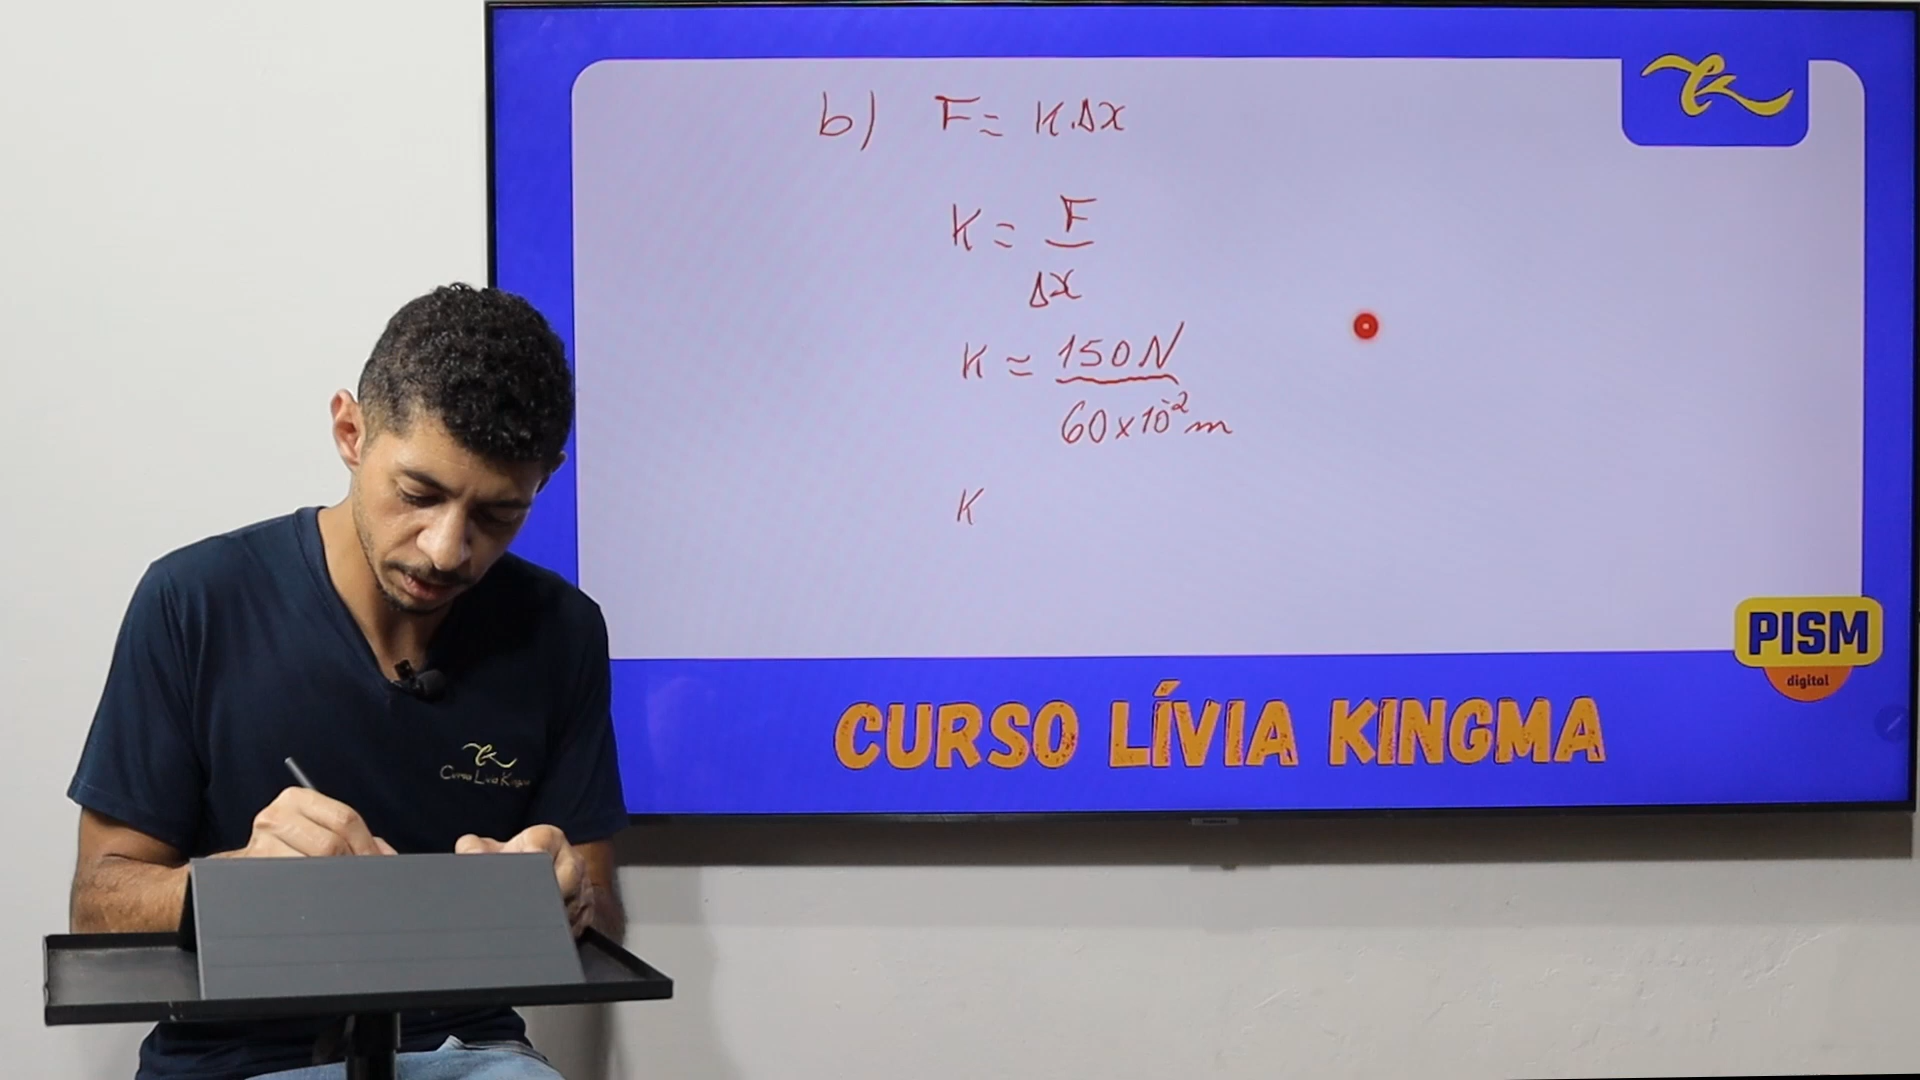 b) F = K.Δx
K = F
Δx
K = 150N
60x10⁻²m
K
PISM
digital
CURSO LÍVIA KINGMA
Curso Lívia Kingma